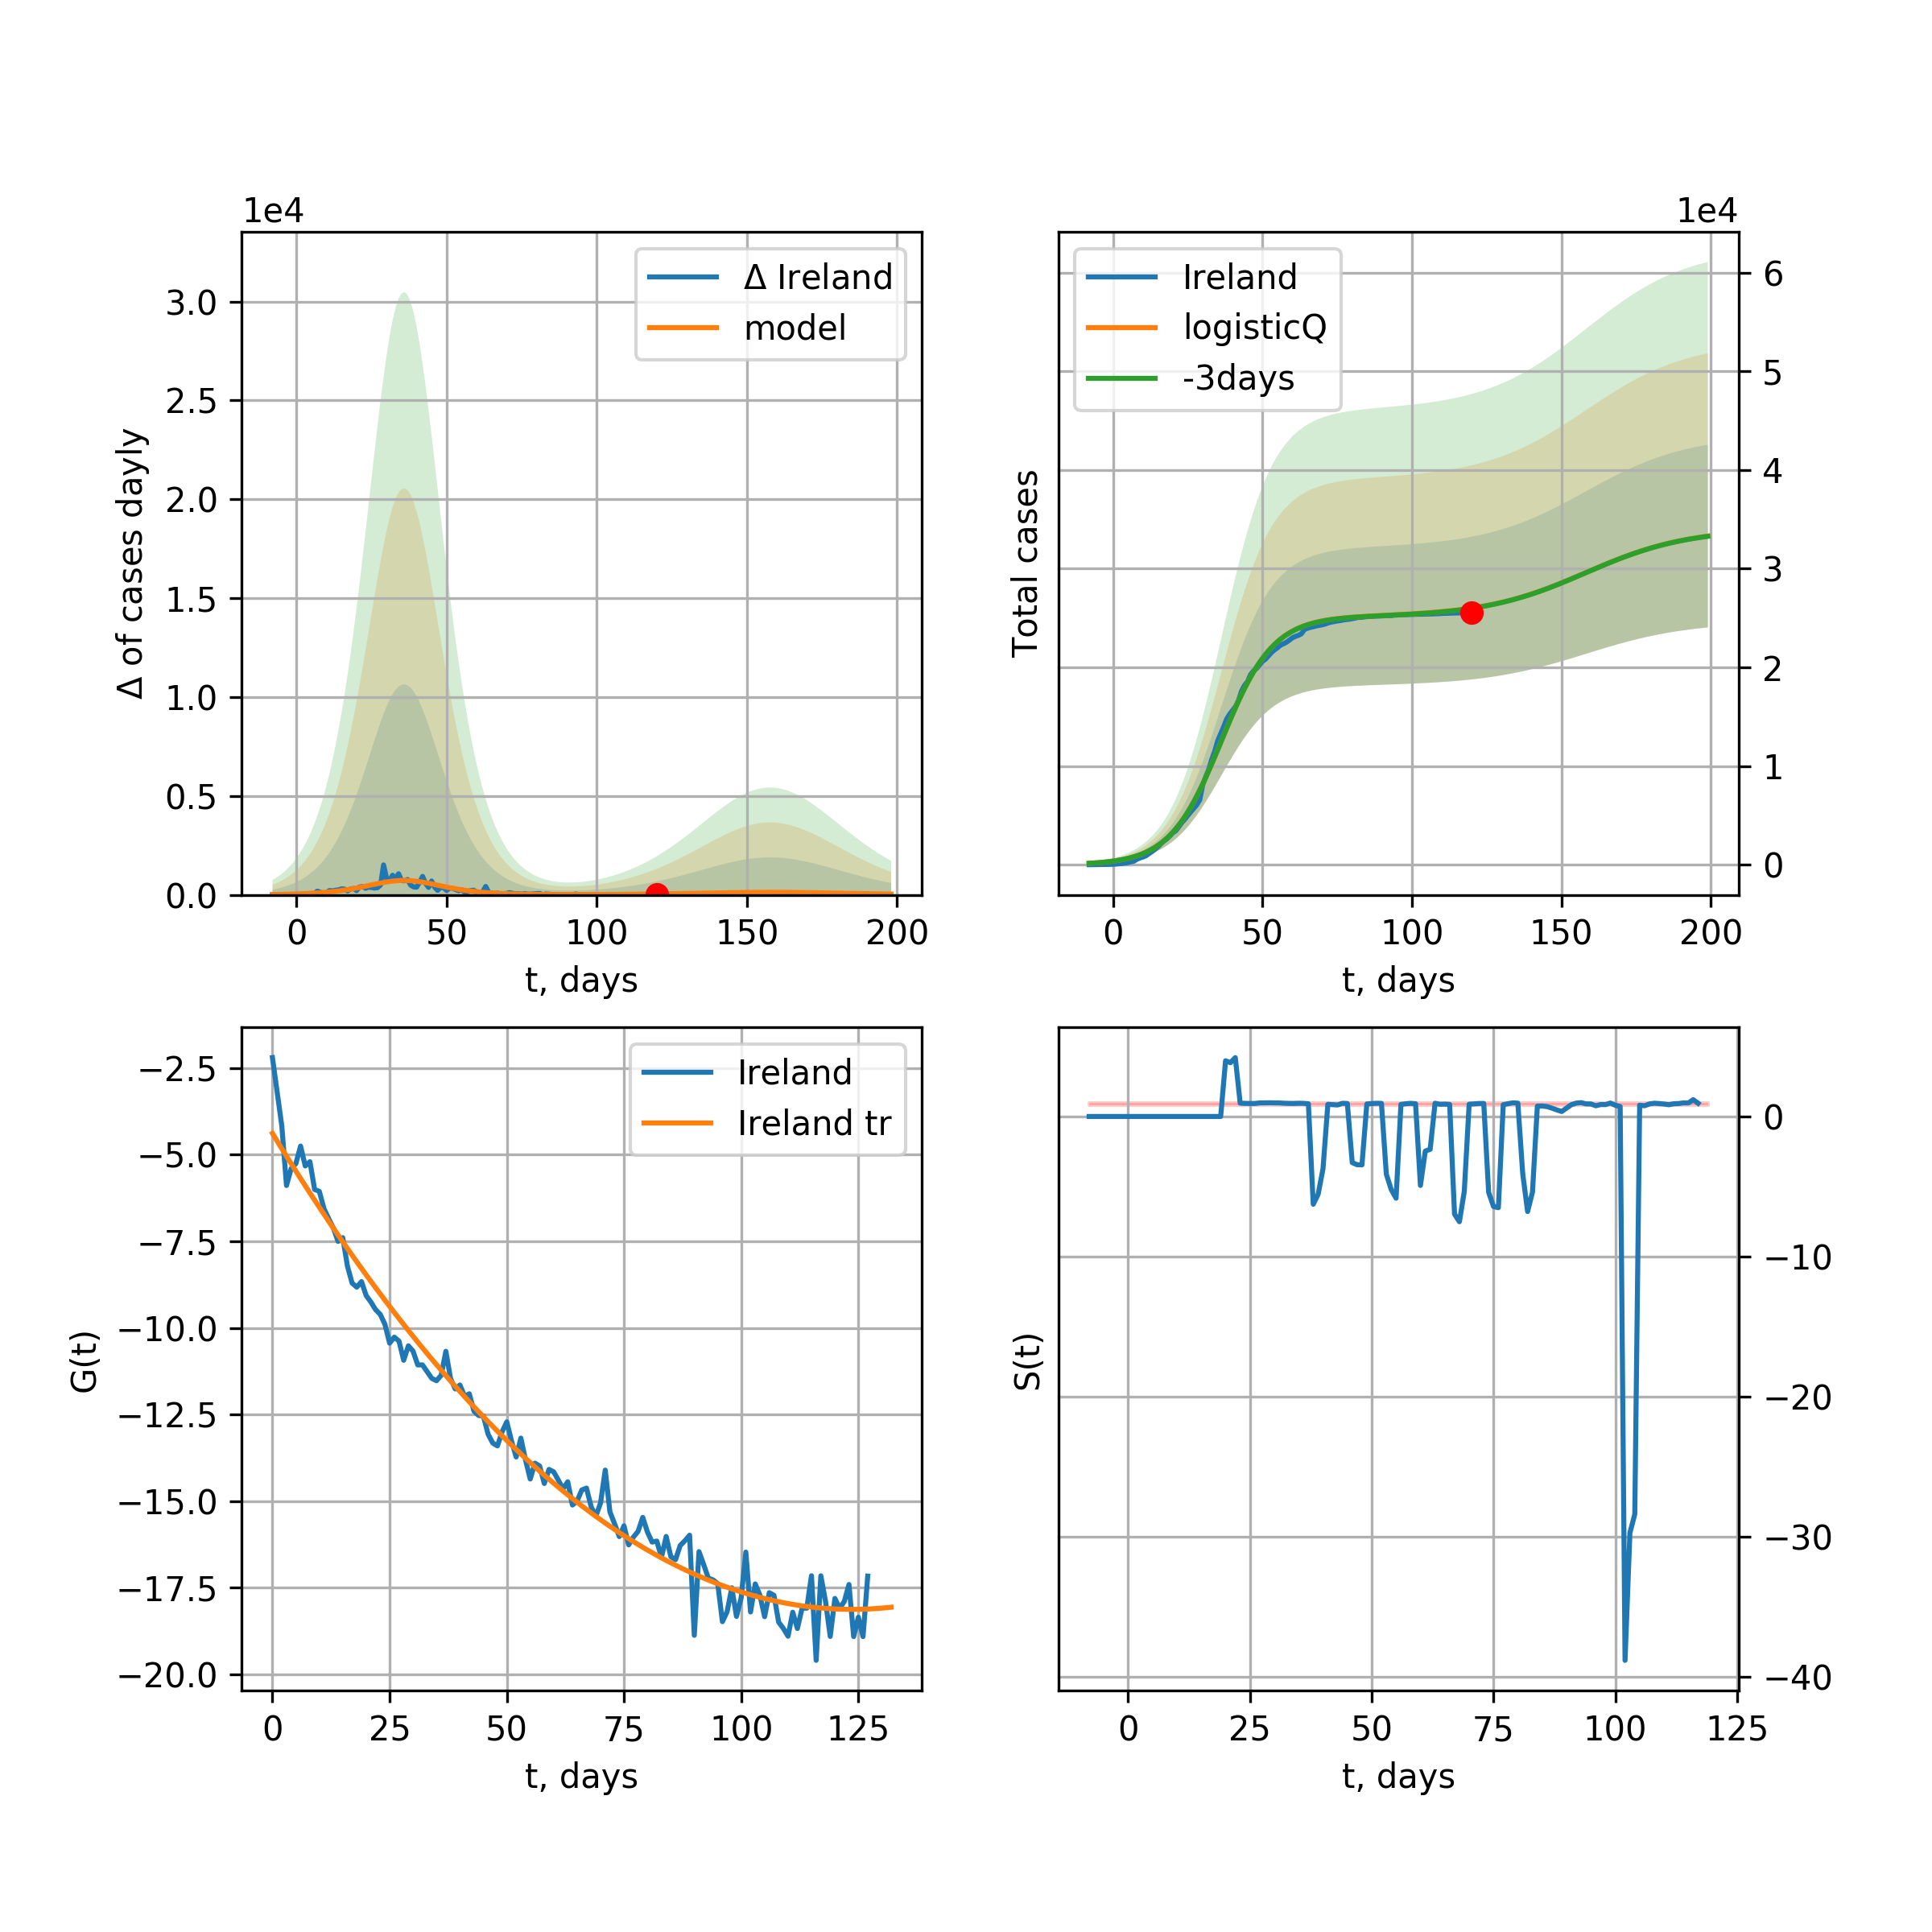 1e4
Δ of cases dayly
3.0
2.5
2.0
1.5
1.0
0.5
0.0
0 50 100 150 200
t, days
Δ Ireland
model
1e4
Total cases
6
5
4
3
2
1
0
0 50 100 150 200
t, days
Ireland
logisticQ
-3days
G(t)
−2.5
−5.0
−7.5
−10.0
−12.5
−15.0
−17.5
−20.0
0 25 50 75 100 125
t, days
Ireland
Ireland tr
S(t)
0
−10
−20
−30
−40
0 25 50 75 100 125
t, days